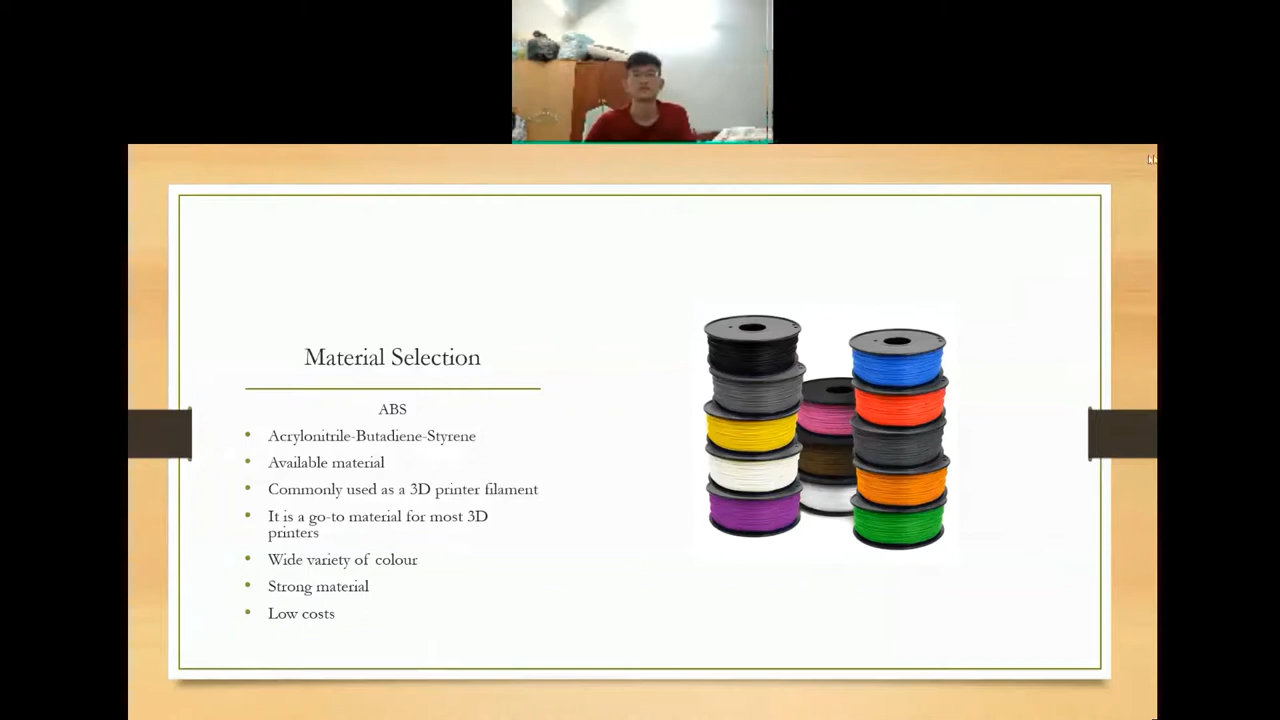 Material Selection
ABS
Acrylonitrile-Butadiene-Styrene
Available material
Commonly used as a 3D printer filament
It is a go-to material for most 3D
printers
Wide variety of colour
Strong material
Low costs